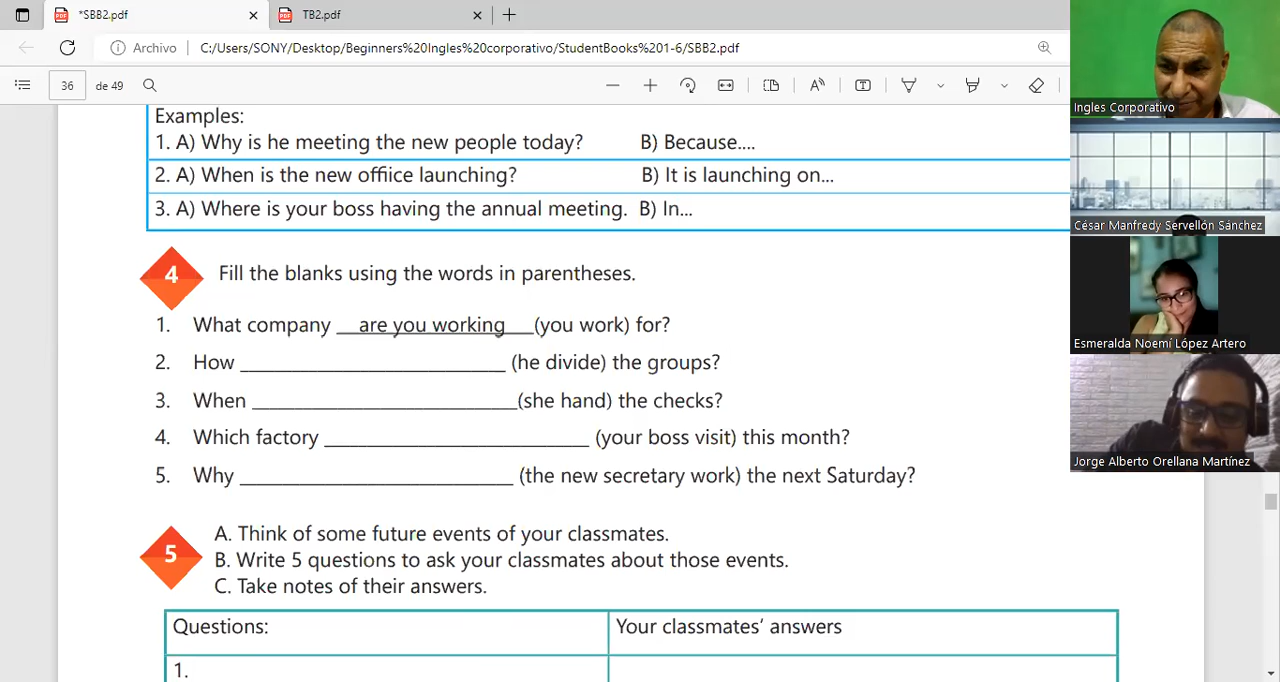 *SBB2.pdf
TB2.pdf
Archivo
C:/Users/SONY/Desktop/Beginners%20Ingles%20corporativo/StudentBooks%201-6/SBB2.pdf
36
de 49
Examples:
1. A) Why is he meeting the new people today? B) Because....
2. A) When is the new offiice launching? B) It is launching on...
3. A) Where is your boss having the annual meeting. B) In...
4 Fill the blanks using the words in parentheses.
1. What company __are you working__(you work) for?
2. How ____________________ (he divide) the groups?
3. When ____________________(she hand) the checks?
4. Which factory ____________________ (your boss visit) this month?
5. Why ____________________ (the new secretary work) the next Saturday?
5 A. Think of some future events of your classmates.
B. Write 5 questions to ask your classmates about those events.
C. Take notes of their answers.
Questions: Your classmates’ answers
1.
Ingles Corporativo
César Manfredy Servellón Sánchez
Esmeralda Noemí López Artero
Jorge Alberto Orellana Martínez